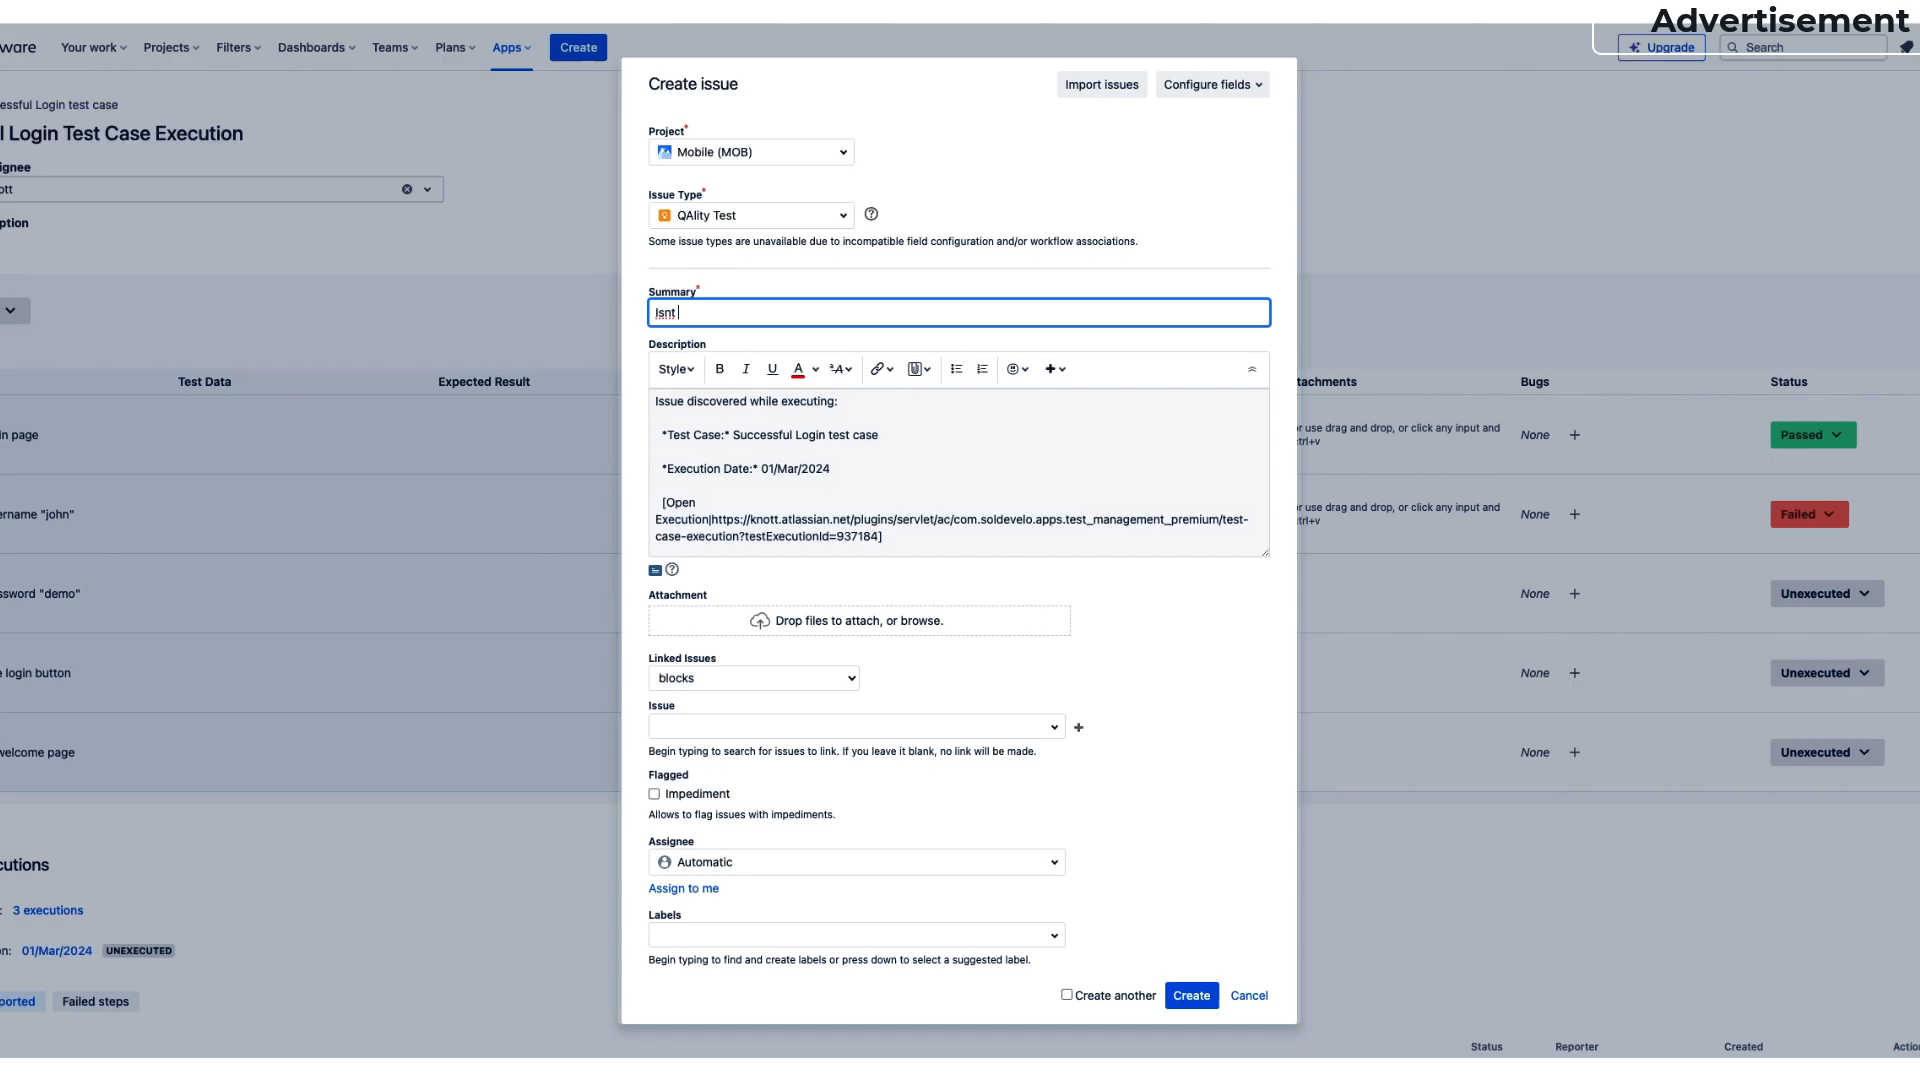 Advertisement
ware Your work Projects Filters Dashboards Teams Plans Apps Create Upgrade Search
essful Login test case
l Login Test Case Execution
ignee
ott
ption
Create issue Import issues Configure fields
Project*
Mobile (MOB)
Issue Type*
QAlity Test
Some issue types are unavailable due to incompatible field configuration and/or workflow associations.
Summary*
Isnt
Description
Style B I U A
Issue discovered while executing:
*Test Case:* Successful Login test case
*Execution Date:* 01/Mar/2024
[Open
Execution|https://knott.atlassian.net/plugins/servlet/ac/com.soldevelo.apps.test_management_premium/test-
case-execution?testExecutionId=937184]
Attachment
Drop files to attach, or browse.
Linked Issues
blocks
Issue
Begin typing to search for issues to link. If you leave it blank, no link will be made.
Flagged
Impediment
Allows to flag issues with impediments.
Assignee
Automatic
Assign to me
Labels
Begin typing to find and create labels or press down to select a suggested label.
Create another Create Cancel
Test Data Expected Result tachments Bugs Status
in page or use drag and drop, or click any input and
ctrl+v
None Passed
ername "john" or use drag and drop, or click any input and
ctrl+v
None Failed
ssword "demo" None Unexecuted
e login button None Unexecuted
welcome page None Unexecuted
cutions
: 3 executions
on: 01/Mar/2024 UNEXECUTED
ported Failed steps
Status Reporter Created Actio